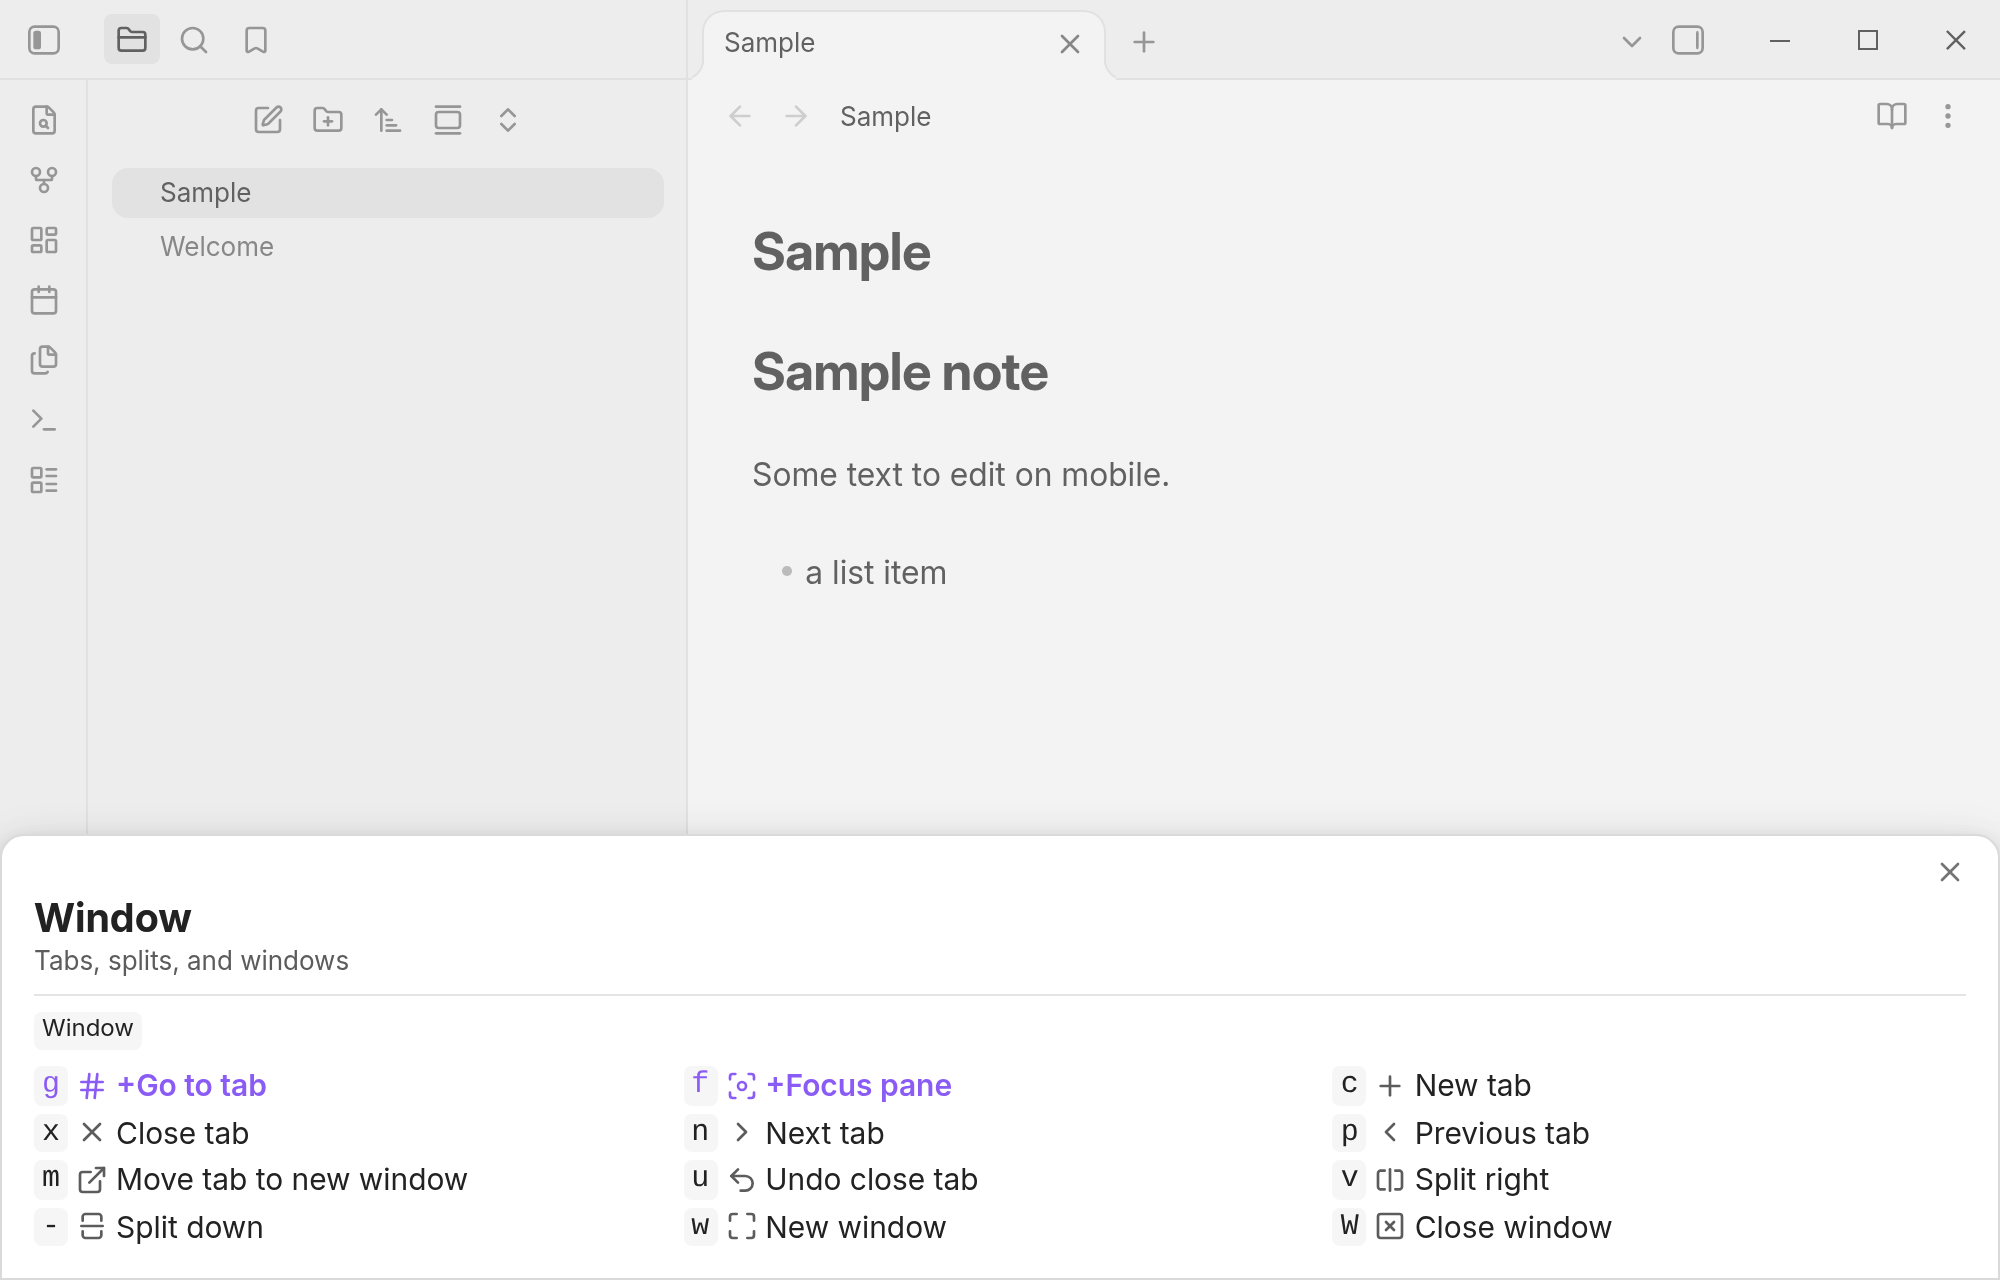 Sample
Sample
Sample
Welcome
Sample
Sample note
Some text to edit on mobile.
a list item
Window
Tabs, splits, and windows
Window
g +Go to tab
f +Focus pane
c New tab
x Close tab
n Next tab
p Previous tab
m Move tab to new window
u Undo close tab
v Split right
- Split down
w New window
W Close window